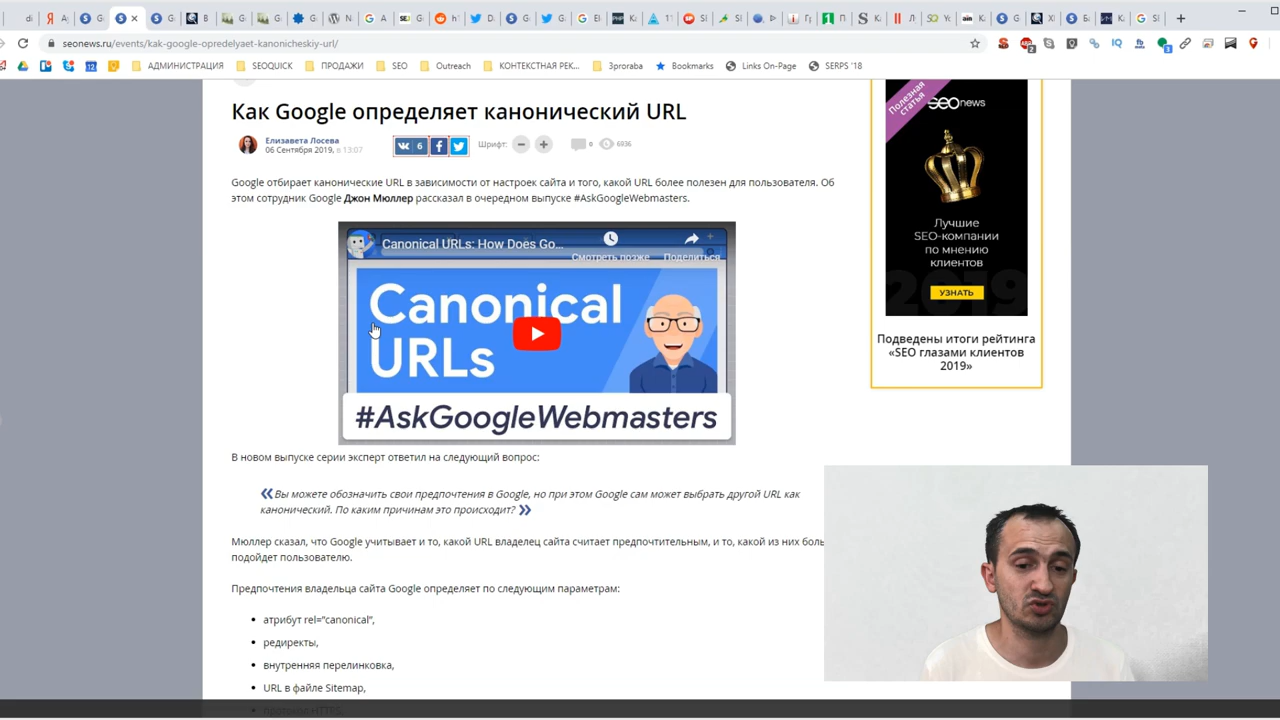 seonews.ru/events/kak-google-opredelyaet-kanonicheskiy-url/
АДМИНИСТРАЦИЯ SEOQUICK ПРОДАЖИ SEO Outreach КОНТЕКСТНАЯ РЕК... 3proraba Bookmarks Links On-Page SERPS '18
Как Google определяет канонический URL
Елизавета Лосева
06 Сентября 2019, в 13:07
6
Шрифт:
0
6936
Google отбирает канонические URL в зависимости от настроек сайта и того, какой URL более полезен для пользователя. Об
этом сотрудник Google Джон Мюллер рассказал в очередном выпуске #AskGoogleWebmasters.
Canonical URLs: How Does Go...
Смотреть позже Поделиться
Canonical
URLs
#AskGoogleWebmasters
В новом выпуске серии эксперт ответил на следующий вопрос:
«Вы можете обозначить свои предпочтения в Google, но при этом Google сам может выбрать другой URL как
канонический. По каким причинам это происходит? »
Мюллер сказал, что Google учитывает и то, какой URL владелец сайта считает предпочтительным, и то, какой из них боль
подойдет пользователю.
Предпочтения владельца сайта Google определяет по следующим параметрам:
• атрибут rel="canonical",
• редиректы,
• внутренняя перелинковка,
• URL в файле Sitemap,
протокол HTTPS,
Полезная
статья
seonews
Лучшие
SEO-компании
по мнению
клиентов
2019
УЗНАТЬ
Подведены итоги рейтинга
«SEO глазами клиентов
2019»